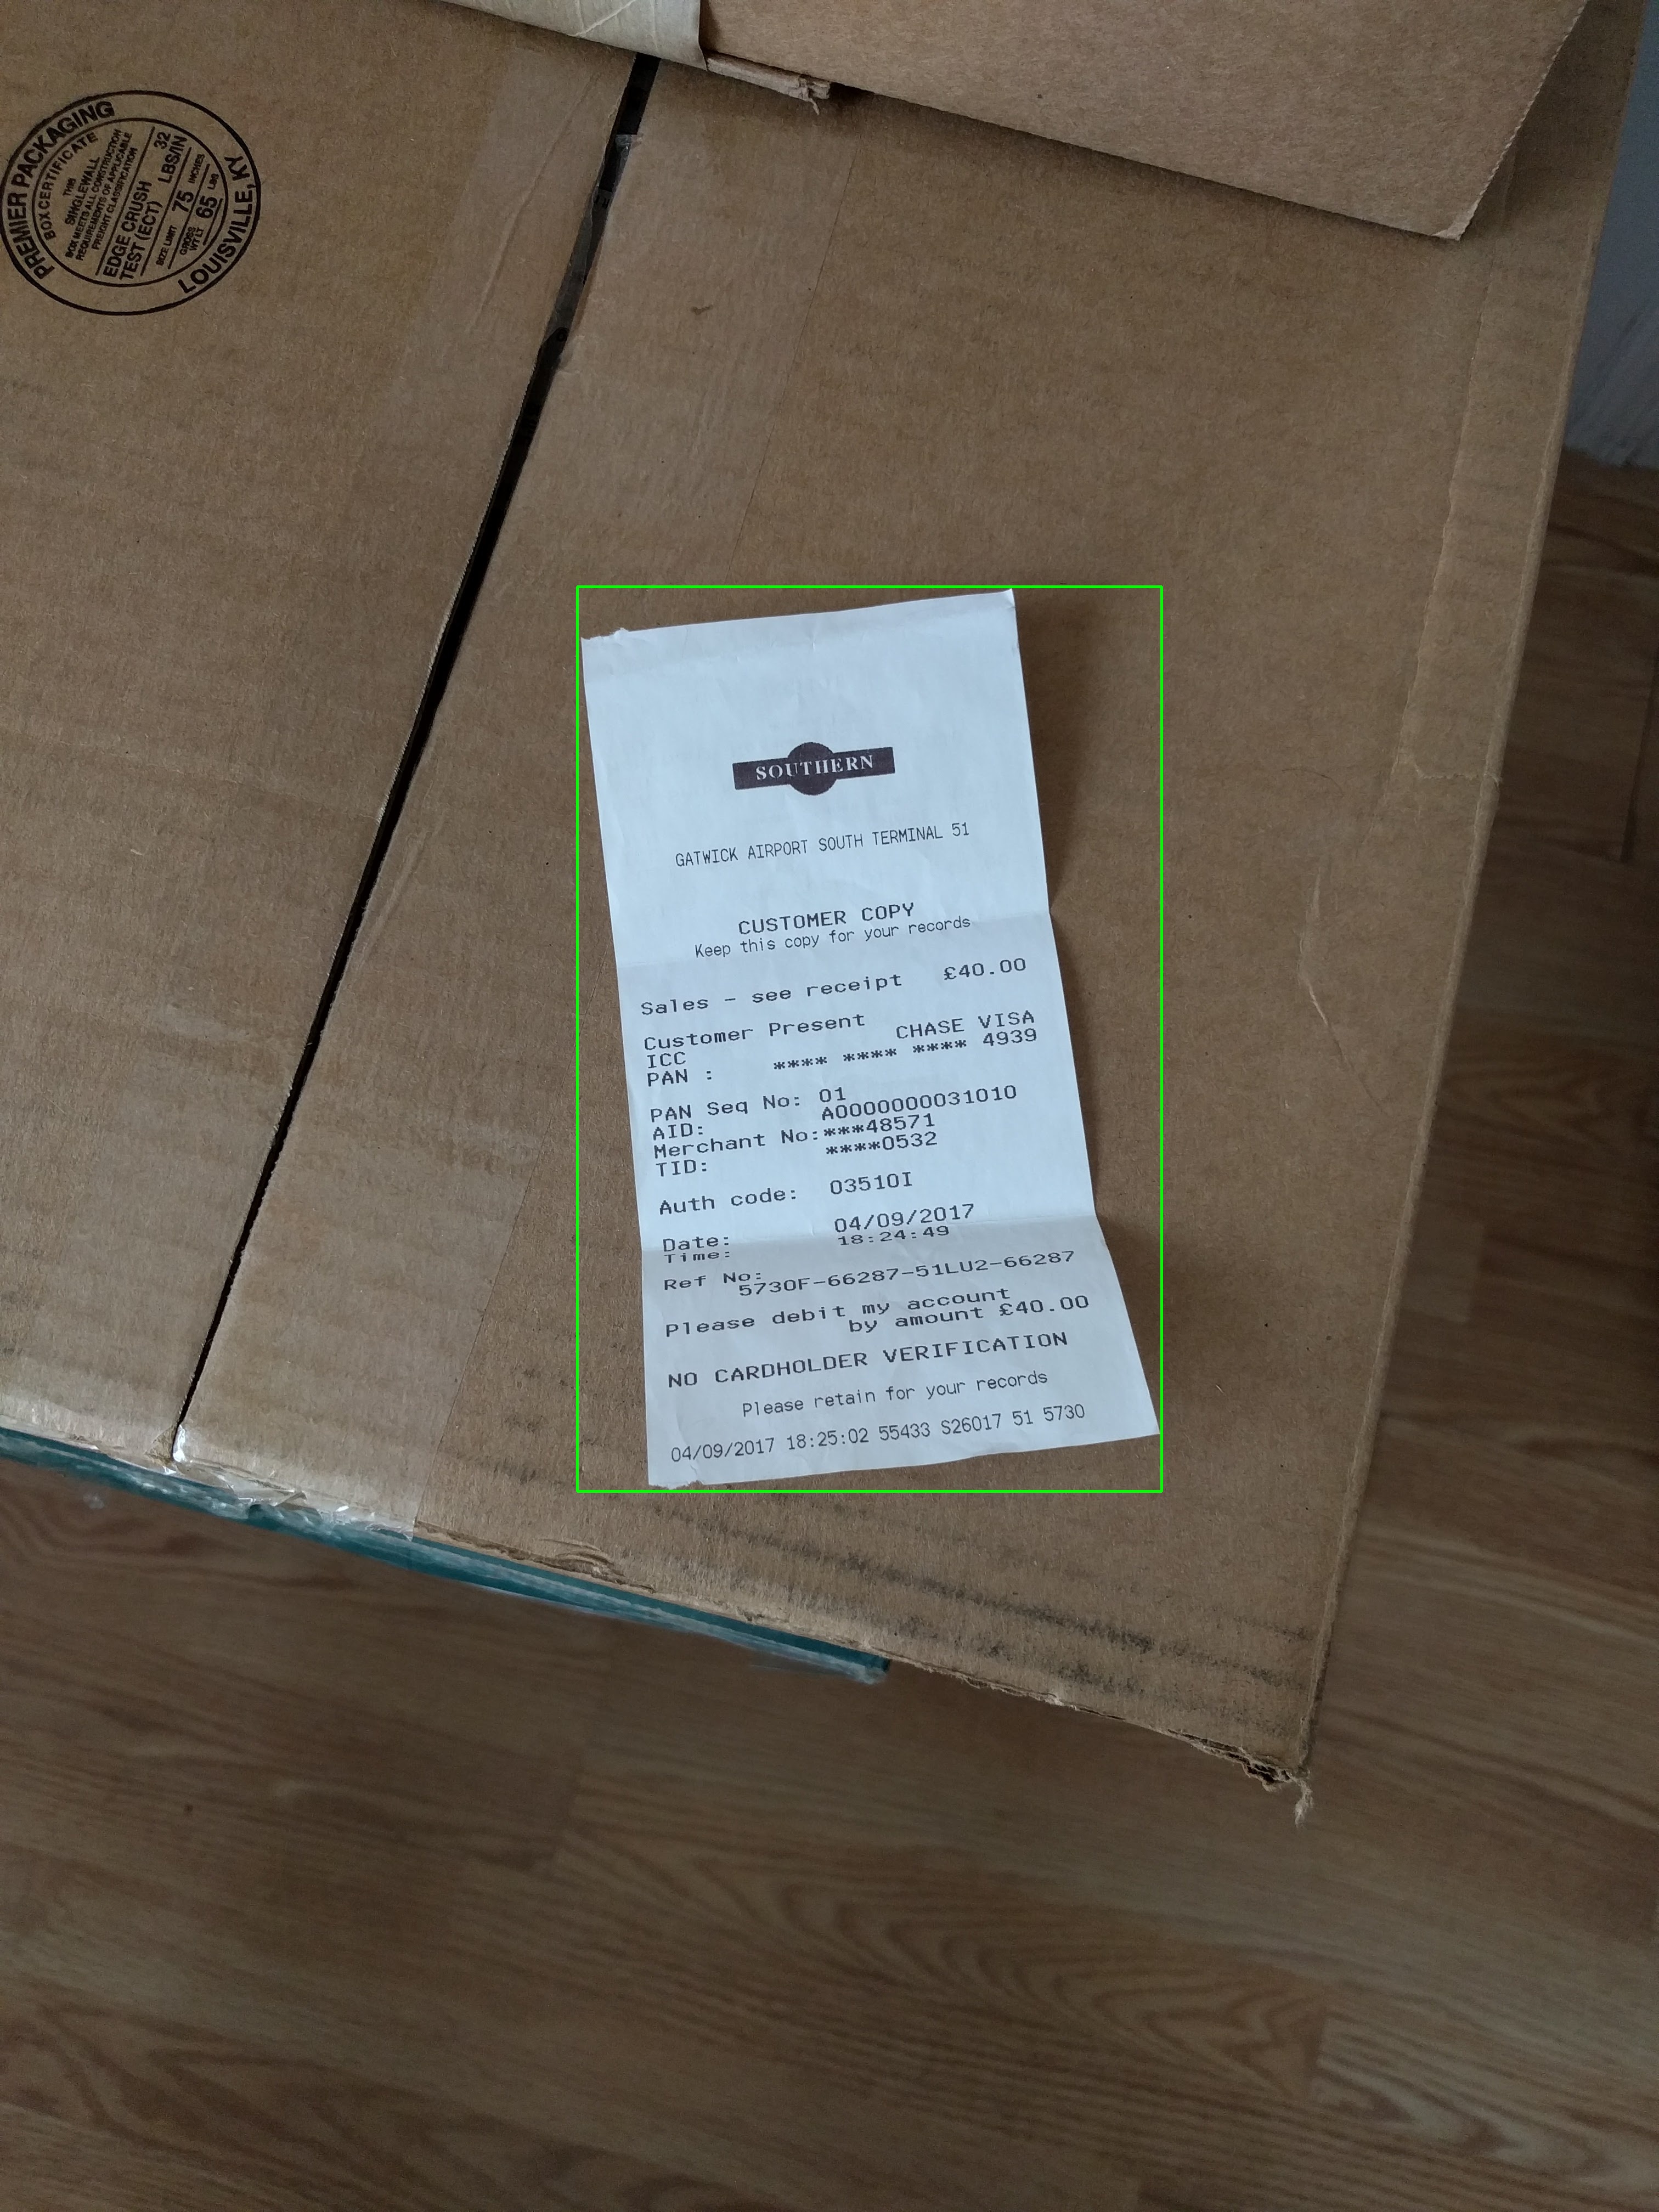 PREMIER PACKAGING
BOX CERTIFICATE
THIS
SINGLEWALL
BOX MEETS ALL CONSTRUCTION
REQUIREMENTS OF APPLICABLE
FREIGHT CLASSIFICATION
EDGE CRUSH
TEST (ECT)
32
LBS/IN
SIZE LIMIT 75 INCHES
GROSS
WT LT 65 LBS
LOUISVILLE, KY
SOUTHERN
GATWICK AIRPORT SOUTH TERMINAL 51
CUSTOMER COPY
Keep this copy for your records
Sales - see receipt £40.00
Customer Present
ICC CHASE VISA
PAN : **** **** **** 4939
PAN Seq No: 01
AID: A0000000031010
Merchant No:***48571
TID: ****0532
Auth code: 03510I
Date: 04/09/2017
Time: 18:24:49
Ref No:
5730F-66287-51LU2-66287
Please debit my account
by amount £40.00
NO CARDHOLDER VERIFICATION
Please retain for your records
04/09/2017 18:25:02 55433 S26017 51 5730